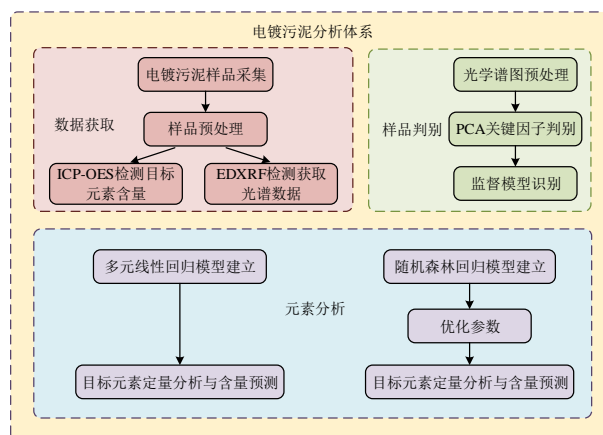 电镀污泥分析体系
电镀污泥样品采集
数据获取
样品预处理
ICP-OES检测目标
元素含量
EDXRF检测获取
光谱数据
光学谱图预处理
样品判别
PCA关键因子判别
监督模型识别
多元线性回归模型建立
随机森林回归模型建立
元素分析
优化参数
目标元素定量分析与含量预测
目标元素定量分析与含量预测